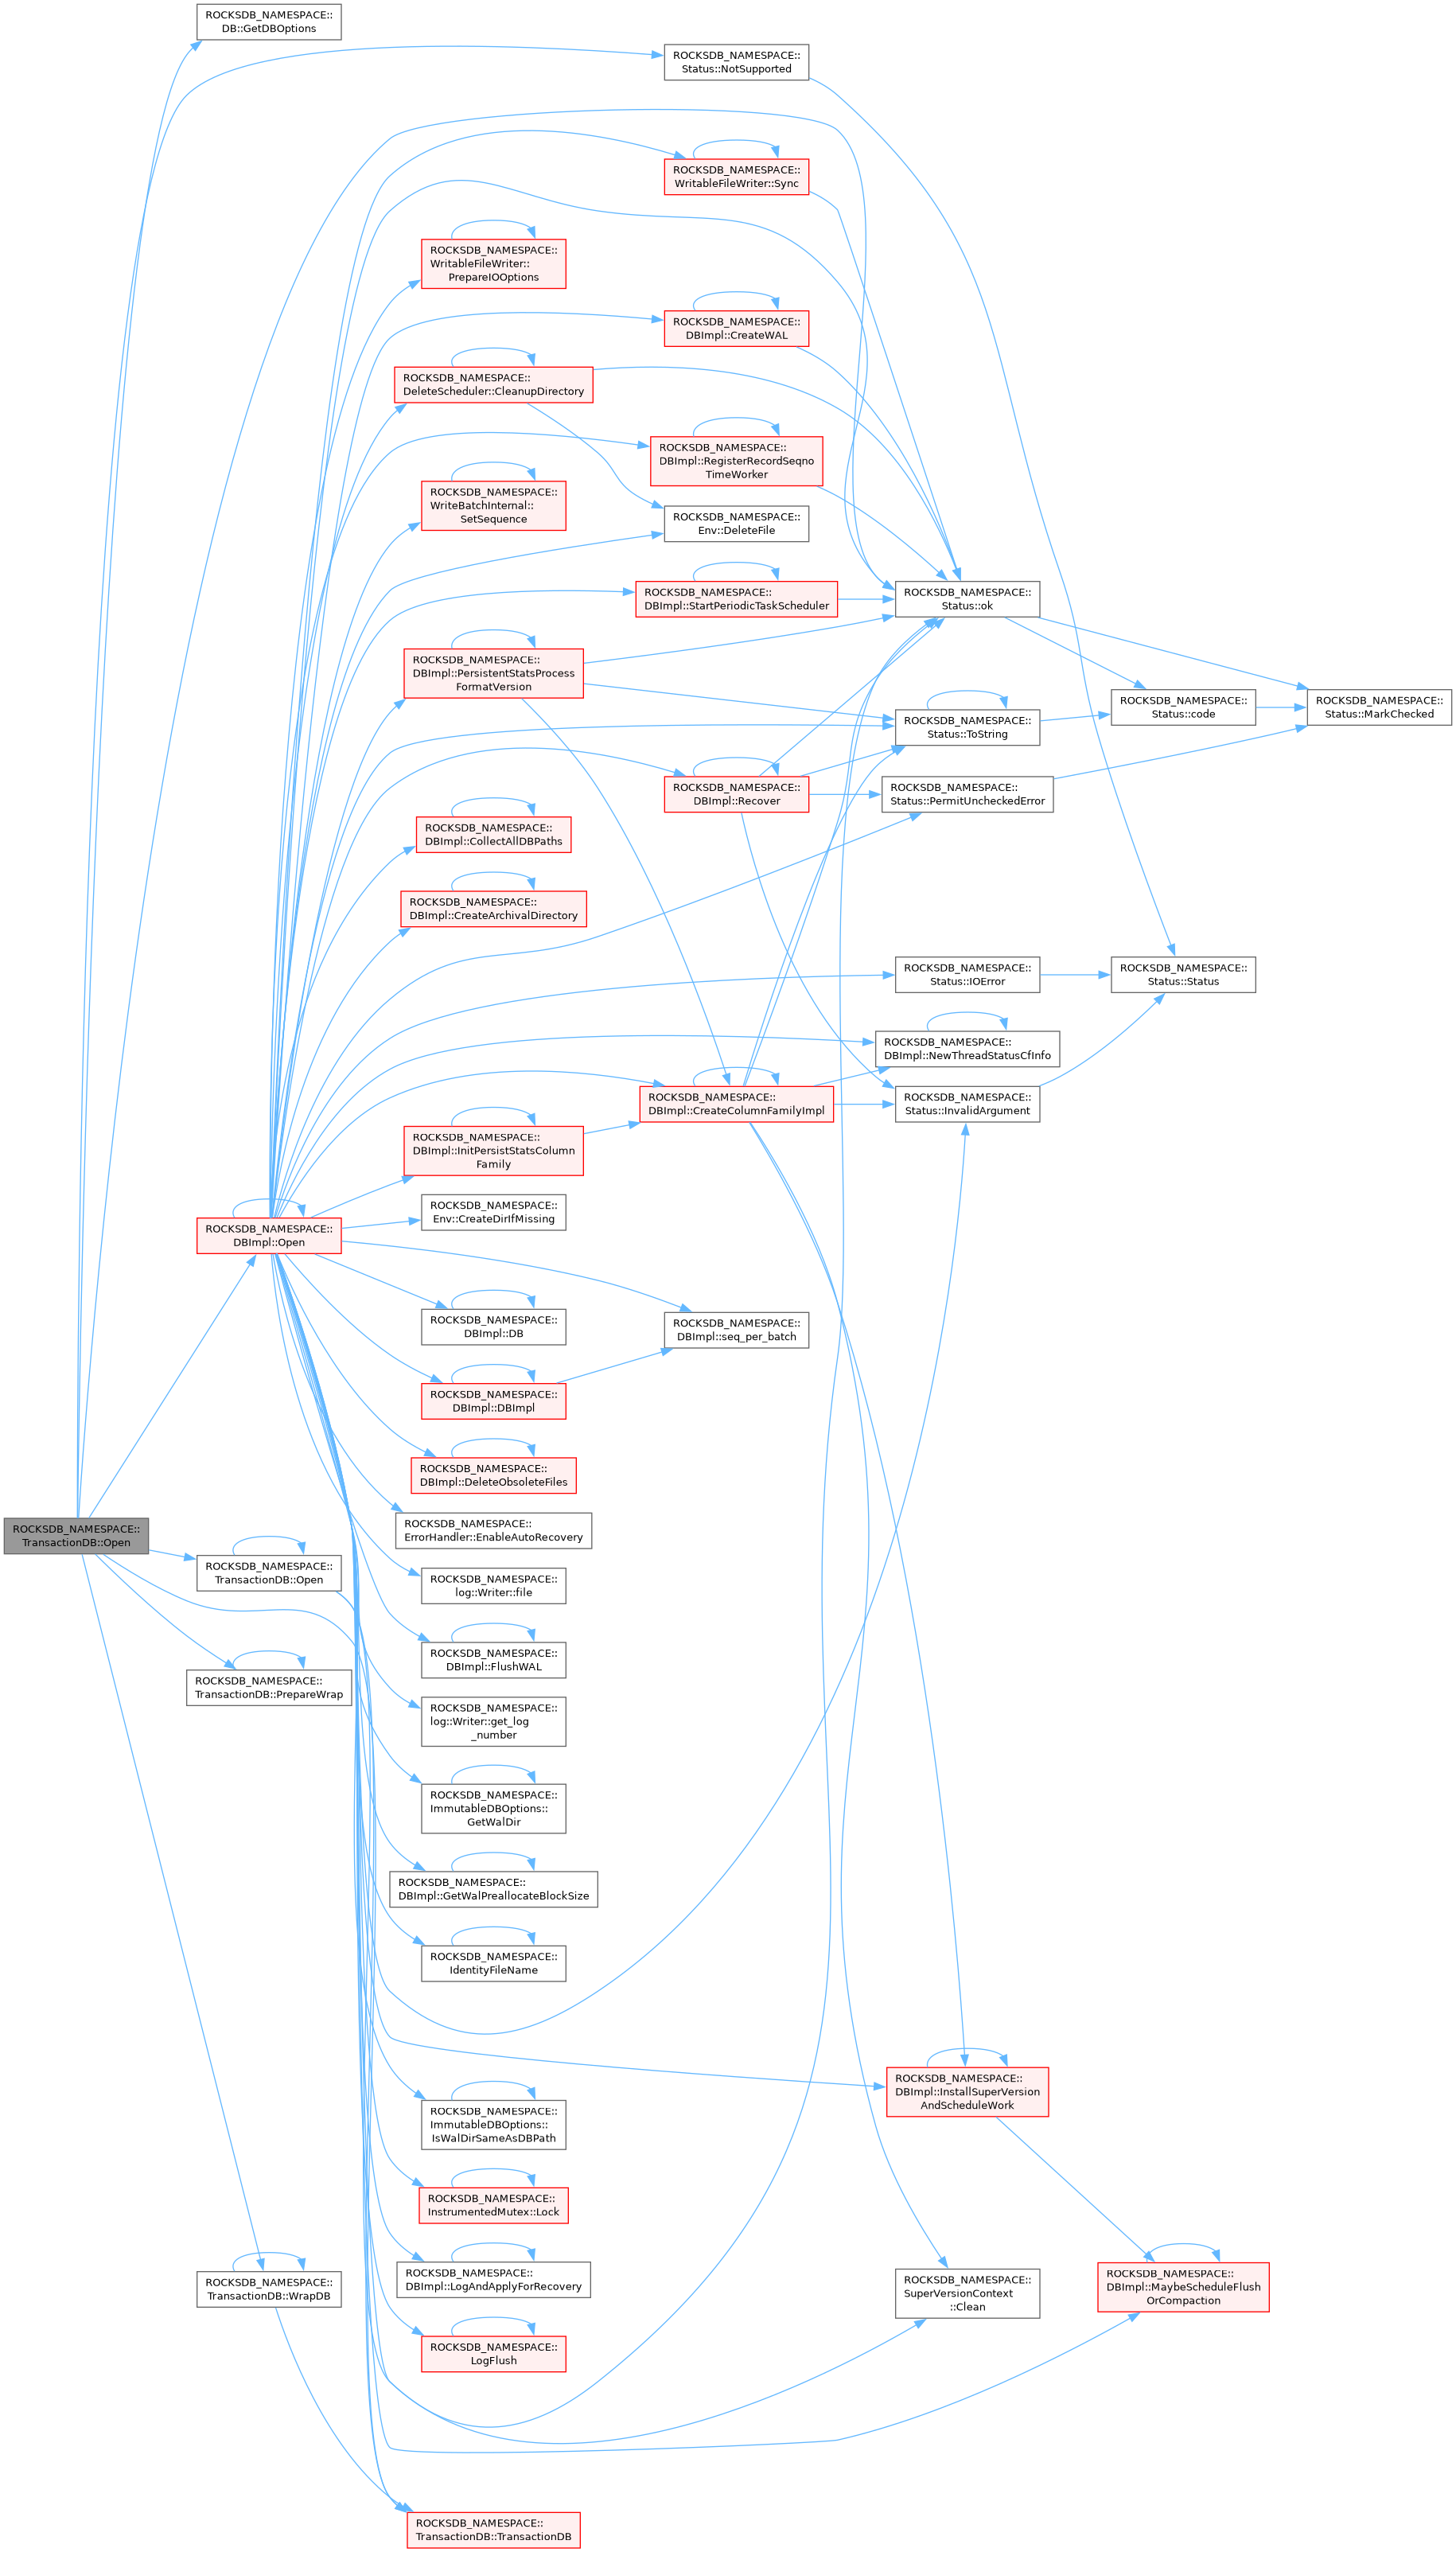 ROCKSDB_NAMESPACE::
DB::GetDBOptions
ROCKSDB_NAMESPACE::
Status::NotSupported
ROCKSDB_NAMESPACE::
WritableFileWriter::Sync
ROCKSDB_NAMESPACE::
WritableFileWriter::
PrepareIOOptions
ROCKSDB_NAMESPACE::
DBImpl::CreateWAL
ROCKSDB_NAMESPACE::
DeleteScheduler::CleanupDirectory
ROCKSDB_NAMESPACE::
DBImpl::RegisterRecordSeqno
TimeWorker
ROCKSDB_NAMESPACE::
WriteBatchInternal::
SetSequence
ROCKSDB_NAMESPACE::
Env::DeleteFile
ROCKSDB_NAMESPACE::
DBImpl::StartPeriodicTaskScheduler
ROCKSDB_NAMESPACE::
Status::ok
ROCKSDB_NAMESPACE::
DBImpl::PersistentStatsProcess
FormatVersion
ROCKSDB_NAMESPACE::
Status::code
ROCKSDB_NAMESPACE::
Status::MarkChecked
ROCKSDB_NAMESPACE::
Status::ToString
ROCKSDB_NAMESPACE::
DBImpl::Recover
ROCKSDB_NAMESPACE::
Status::PermitUncheckedError
ROCKSDB_NAMESPACE::
DBImpl::CollectAllDBPaths
ROCKSDB_NAMESPACE::
DBImpl::CreateArchivalDirectory
ROCKSDB_NAMESPACE::
Status::IOError
ROCKSDB_NAMESPACE::
Status::Status
ROCKSDB_NAMESPACE::
DBImpl::NewThreadStatusCfInfo
ROCKSDB_NAMESPACE::
DBImpl::CreateColumnFamilyImpl
ROCKSDB_NAMESPACE::
Status::InvalidArgument
ROCKSDB_NAMESPACE::
DBImpl::InitPersistStatsColumn
Family
ROCKSDB_NAMESPACE::
Env::CreateDirIfMissing
ROCKSDB_NAMESPACE::
DBImpl::Open
ROCKSDB_NAMESPACE::
DBImpl::DB
ROCKSDB_NAMESPACE::
DBImpl::seq_per_batch
ROCKSDB_NAMESPACE::
DBImpl::DBImpl
ROCKSDB_NAMESPACE::
DBImpl::DeleteObsoleteFiles
ROCKSDB_NAMESPACE::
TransactionDB::Open
ROCKSDB_NAMESPACE::
ErrorHandler::EnableAutoRecovery
ROCKSDB_NAMESPACE::
TransactionDB::Open
ROCKSDB_NAMESPACE::
log::Writer::file
ROCKSDB_NAMESPACE::
DBImpl::FlushWAL
ROCKSDB_NAMESPACE::
TransactionDB::PrepareWrap
ROCKSDB_NAMESPACE::
log::Writer::get_log
_number
ROCKSDB_NAMESPACE::
ImmutableDBOptions::
GetWalDir
ROCKSDB_NAMESPACE::
DBImpl::GetWalPreallocateBlockSize
ROCKSDB_NAMESPACE::
IdentityFileName
ROCKSDB_NAMESPACE::
DBImpl::InstallSuperVersion
AndScheduleWork
ROCKSDB_NAMESPACE::
ImmutableDBOptions::
IsWalDirSameAsDBPath
ROCKSDB_NAMESPACE::
InstrumentedMutex::Lock
ROCKSDB_NAMESPACE::
DBImpl::LogAndApplyForRecovery
ROCKSDB_NAMESPACE::
TransactionDB::WrapDB
ROCKSDB_NAMESPACE::
SuperVersionContext
::Clean
ROCKSDB_NAMESPACE::
DBImpl::MaybeScheduleFlush
OrCompaction
ROCKSDB_NAMESPACE::
LogFlush
ROCKSDB_NAMESPACE::
TransactionDB::TransactionDB